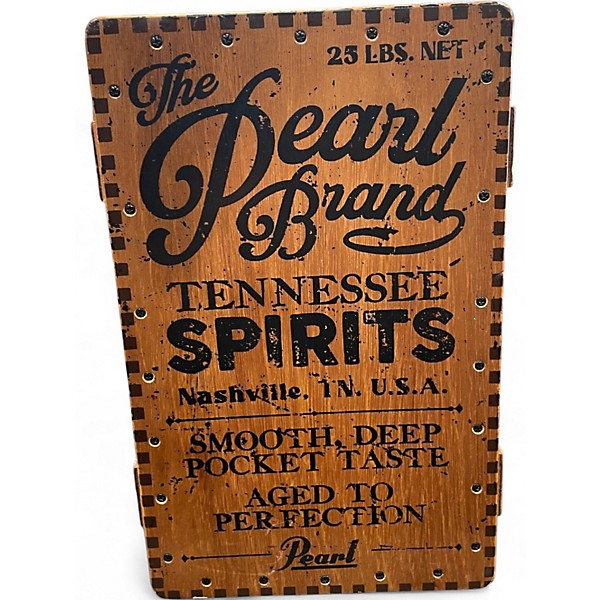 25 LBS. NET
The Pearl
Brand
TENNESSEE
SPIRITS
Nashville, TN. U.S.A.
SMOOTH, DEEP
POCKET TASTE
AGED TO
PERFECTION
Pearl